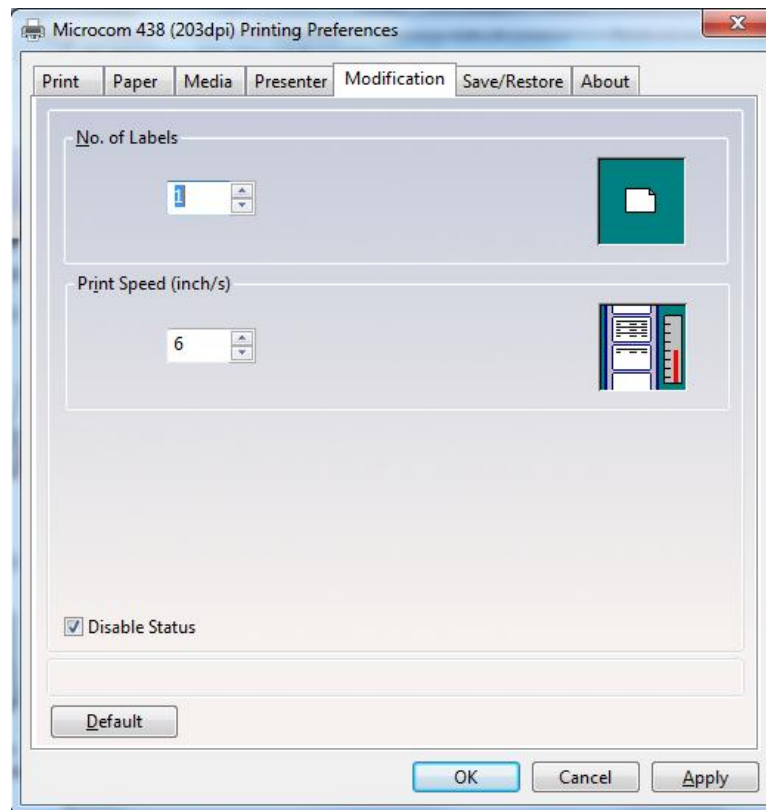 Microcom 438 (203dpi) Printing Preferences
Print Paper Media Presenter Modification Save/Restore About
No. of Labels
1
Print Speed (inch/s)
6
Disable Status
Default
OK Cancel Apply